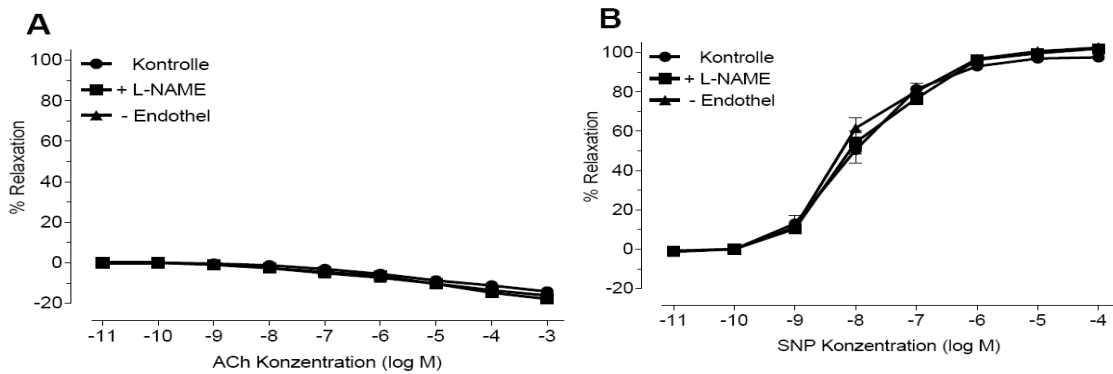 A
% Relaxation
100
80
60
40
20
0
-20
Kontrolle
+ L-NAME
- Endothel
-11 -10 -9 -8 -7 -6 -5 -4 -3
ACh Konzentration (log M)
B
% Relaxation
100
80
60
40
20
0
-20
Kontrolle
+ L-NAME
- Endothel
-11 -10 -9 -8 -7 -6 -5 -4
SNP Konzentration (log M)